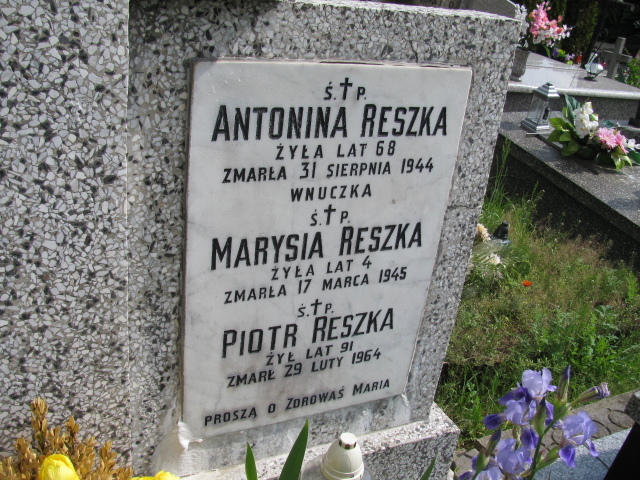 Ś.✝P.
ANTONINA RESZKA
ŻYŁA LAT 68
ZMARŁA 31 SIERPNIA 1944
WNUCZKA
Ś.✝P.
MARYSIA RESZKA
ŻYŁA LAT 4
ZMARŁA 17 MARCA 1945
Ś.✝P.
PIOTR RESZKA
ŻYŁ LAT 91
ZMARŁ 29 LUTY 1964
PROSZĄ O ZDROWAŚ MARIA